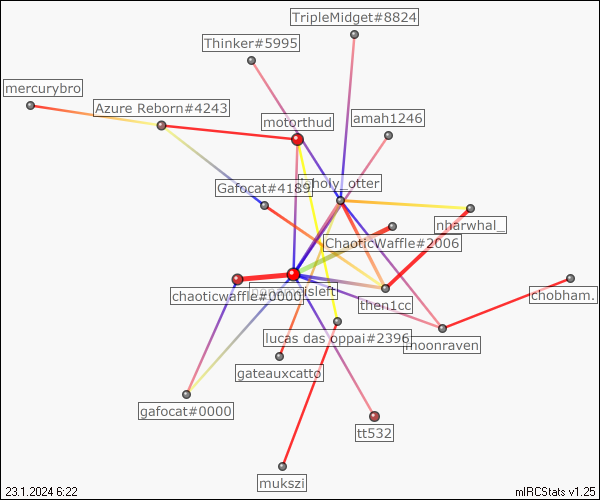 TripleMidget#8824
Thinker#5995
mercurybro
Azure Reborn#4243
motorthud
amah1246
Gafocat#4189
holy_otter
nharwhal_
ChaoticWaffle#2006
chaoticwaffle#0000
isleft
then1cc
chobham.
lucas das oppai#2396
moonraven
gateauxcatto
gafocat#0000
tt532
mukszi
23.1.2024 6:22
mIRCStats v1.25